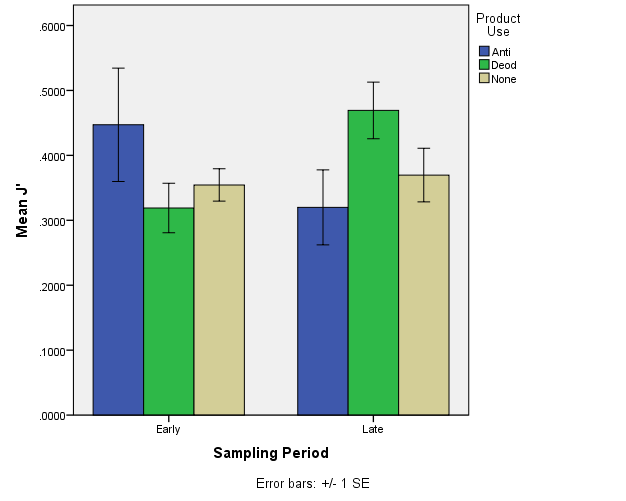 Product
Use
Anti
Deod
None
.6000
.5000
.4000
.3000
.2000
.1000
.0000
Mean J'
Early
Late
Sampling Period
Error bars: +/- 1 SE